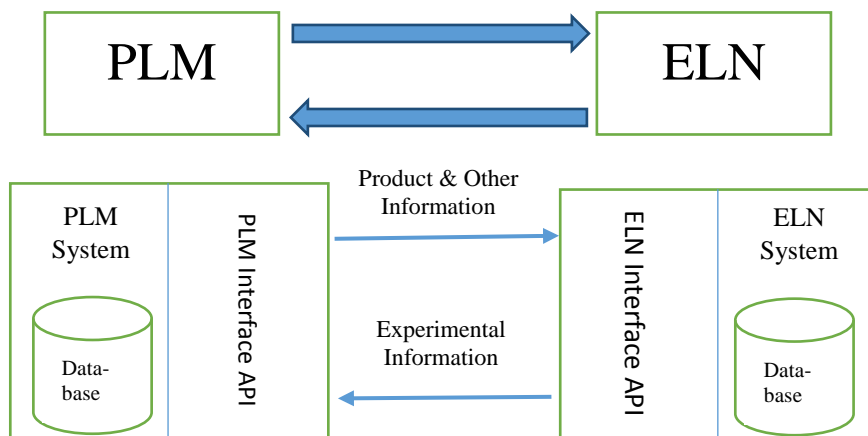 PLM
ELN
PLM
System
Data-
base
PLM Interface API
Product & Other
Information
Experimental
Information
ELN Interface API
ELN
System
Data-
base